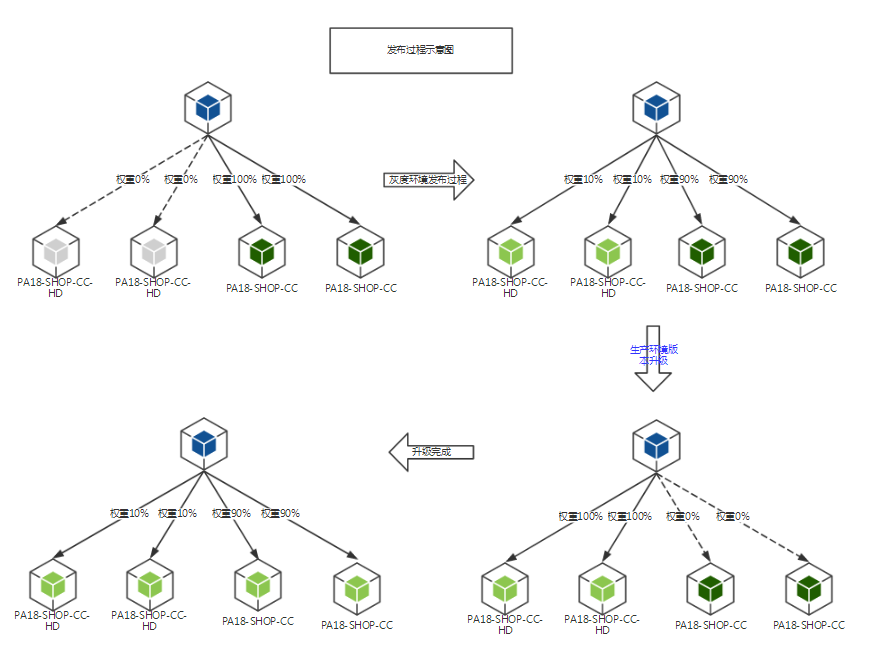 发布过程示意图
权重0%
权重0%
权重100%
权重100%
PA18-SHOP-CC-
HD
PA18-SHOP-CC-
HD
PA18-SHOP-CC
PA18-SHOP-CC
灰度环境发布过程
权重10%
权重10%
权重90%
权重90%
PA18-SHOP-CC-
HD
PA18-SHOP-CC-
HD
PA18-SHOP-CC
PA18-SHOP-CC
生产环境版
本升级
权重100%
权重100%
权重0%
权重0%
PA18-SHOP-CC-
HD
PA18-SHOP-CC-
HD
PA18-SHOP-CC
PA18-SHOP-CC
升级完成
权重10%
权重10%
权重90%
权重90%
PA18-SHOP-CC-
HD
PA18-SHOP-CC-
HD
PA18-SHOP-CC
PA18-SHOP-CC